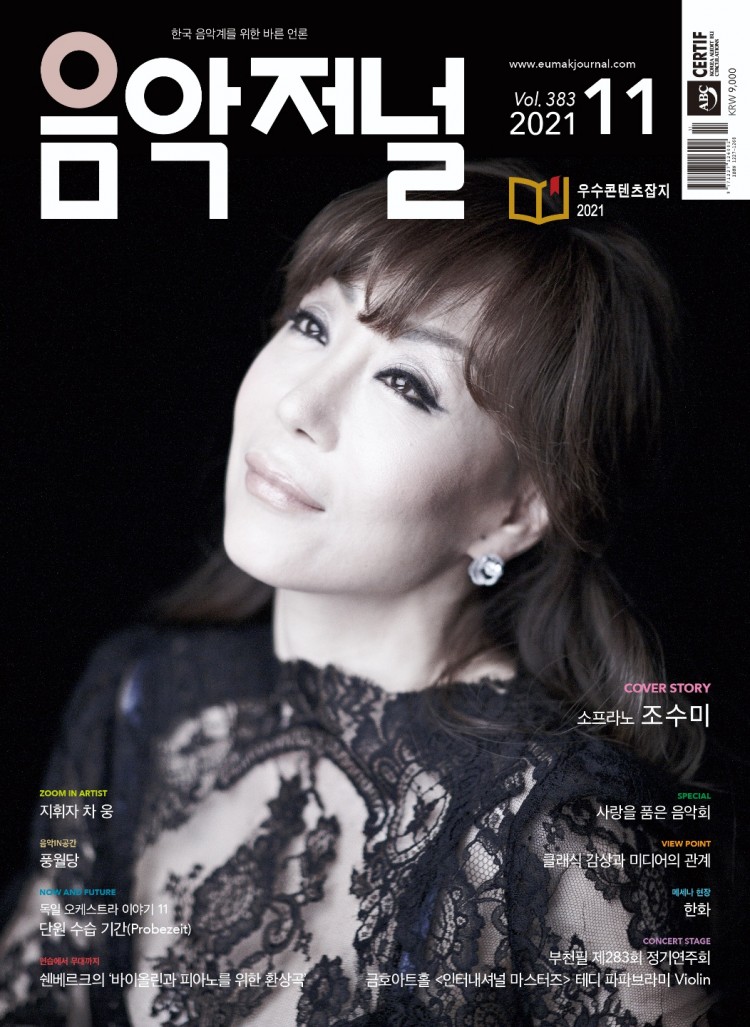 한국 음악계를 위한 바른 언론
음악저널
www.eumakjournal.com
Vol. 383
2021 11
우수콘텐츠잡지
2021
ABC
CERTIF
KOREA AUDIT BUREAU
CIRCULATIONS
KRW 9,000
COVER STORY
소프라노 조수미
ZOOM IN ARTIST
지휘자 차 웅
음악IN공간
풍월당
NOW AND FUTURE
독일 오케스트라 이야기 11
단원 수습 기간(Probezeit)
연습에서 무대까지
쉔베르크의 '바이올린과 피아노를 위한 환상곡'
SPECIAL
사랑을 품은 음악회
VIEW POINT
클래식 감상과 미디어의 관계
메세나 현장
한화
CONCERT STAGE
부천필 제283회 정기연주회
금호아트홀 <인터내셔널 마스터즈> 테디 파파브라미 Violin